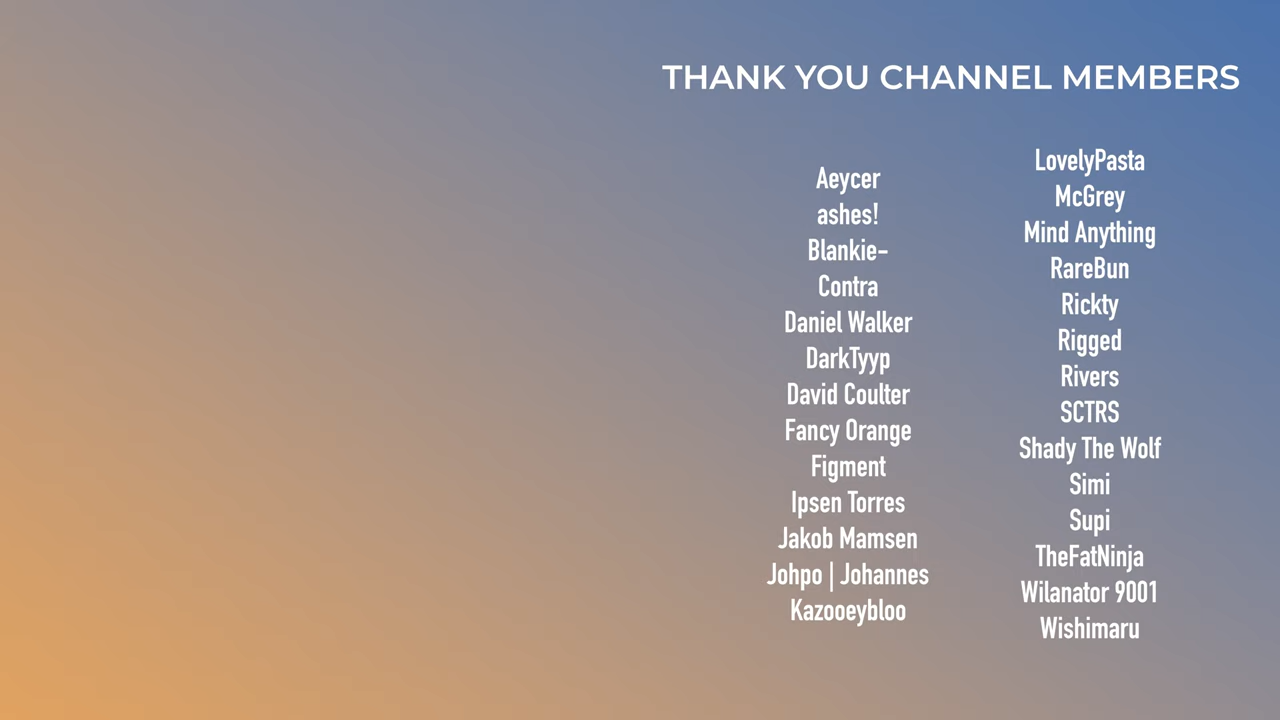 THANK YOU CHANNEL MEMBERS
Aeycer
ashes!
Blankie-
Contra
Daniel Walker
DarkTyyp
David Coulter
Fancy Orange
Figment
Ipsen Torres
Jakob Mamsen
Johpo | Johannes
Kazooeybloo
LovelyPasta
McGrey
Mind Anything
RareBun
Rickty
Rigged
Rivers
SCTRS
Shady The Wolf
Simi
Supi
TheFatNinja
Wilanator 9001
Wishimaru